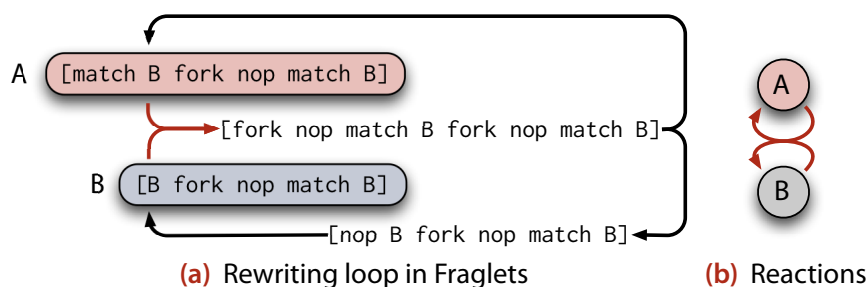 A [match B fork nop match B]
[fork nop match B fork nop match B]
B [B fork nop match B]
[nop B fork nop match B]
(a) Rewriting loop in Fraglets
A
B
(b) Reactions